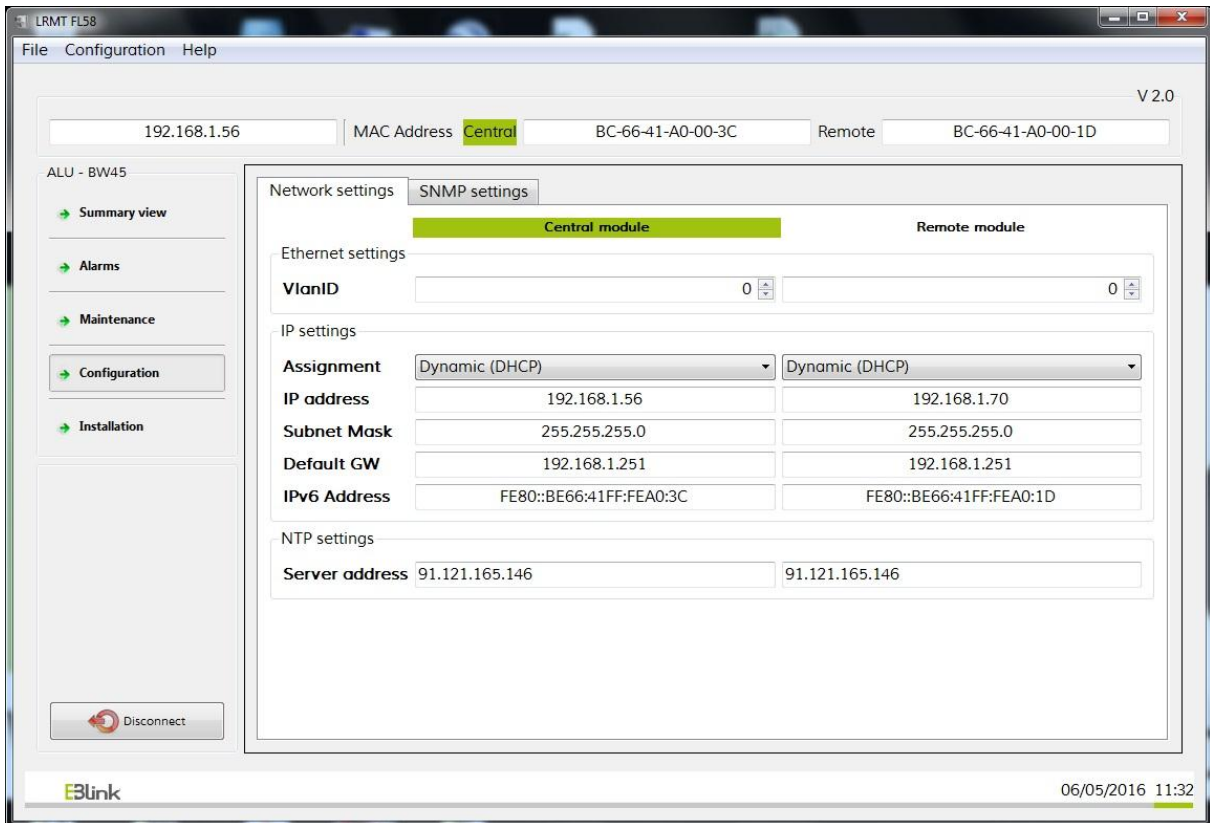 LRMT FL58
File Configuration Help
V 2.0
192.168.1.56 MAC Address Central BC-66-41-A0-00-3C Remote BC-66-41-A0-00-1D
ALU - BW45
Summary view
Alarms
Maintenance
Configuration
Installation
Disconnect
Network settings SNMP settings
Central module Remote module
Ethernet settings
VlanID 0 0
IP settings
Assignment Dynamic (DHCP) Dynamic (DHCP)
IP address 192.168.1.56 192.168.1.70
Subnet Mask 255.255.255.0 255.255.255.0
Default GW 192.168.1.251 192.168.1.251
IPv6 Address FE80::BE66:41FF:FEA0:3C FE80::BE66:41FF:FEA0:1D
NTP settings
Server address 91.121.165.146 91.121.165.146
EBlink 06/05/2016 11:32